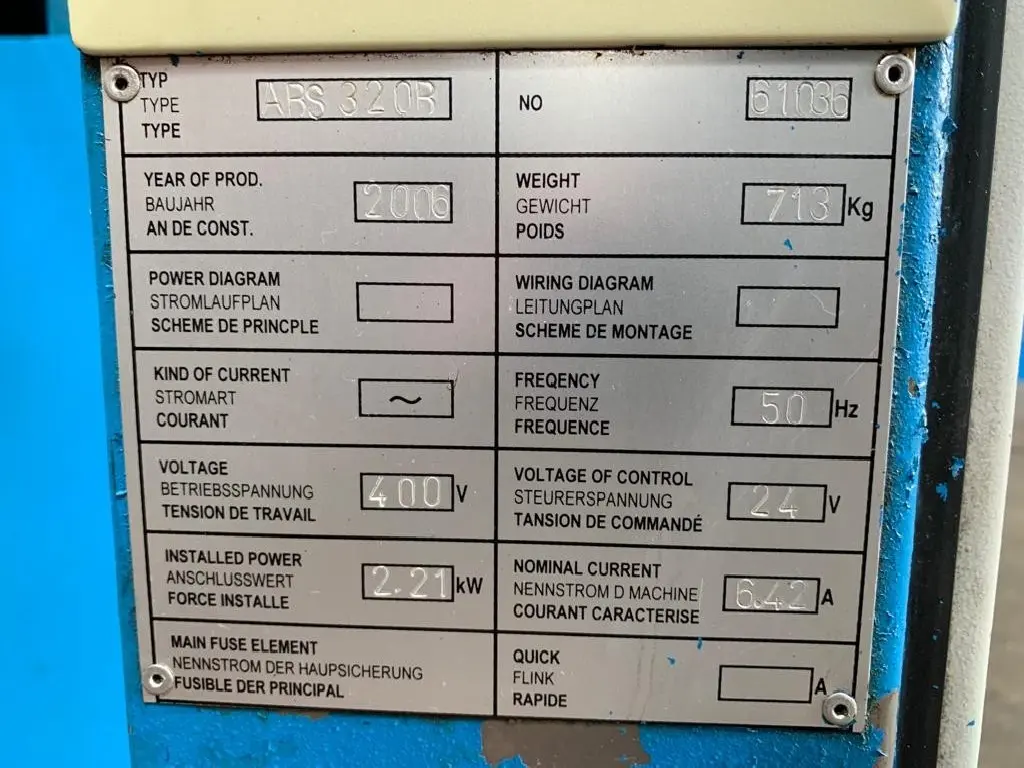 TYP
TYPE
TYPE
ABS 320B
NO
61036
YEAR OF PROD.
BAUJAHR
AN DE CONST.
2006
WEIGHT
GEWICHT
POIDS
713 Kg
POWER DIAGRAM
STROMLAUFPLAN
SCHEME DE PRINCPLE
WIRING DIAGRAM
LEITUNGPLAN
SCHEME DE MONTAGE
KIND OF CURRENT
STROMART
COURANT
~
FREQENCY
FREQUENZ
FREQUENCE
50 Hz
VOLTAGE
BETRIEBSSPANNUNG
TENSION DE TRAVAIL
400 V
VOLTAGE OF CONTROL
STEURERSPANNUNG
TANSION DE COMMANDÉ
24 V
INSTALLED POWER
ANSCHLUSSWERT
FORCE INSTALLE
2.21 kW
NOMINAL CURRENT
NENNSTROM D MACHINE
COURANT CARACTERISE
6.42 A
MAIN FUSE ELEMENT
NENNSTROM DER HAUPSICHERUNG
FUSIBLE DER PRINCIPAL
QUICK
FLINK
RAPIDE
A